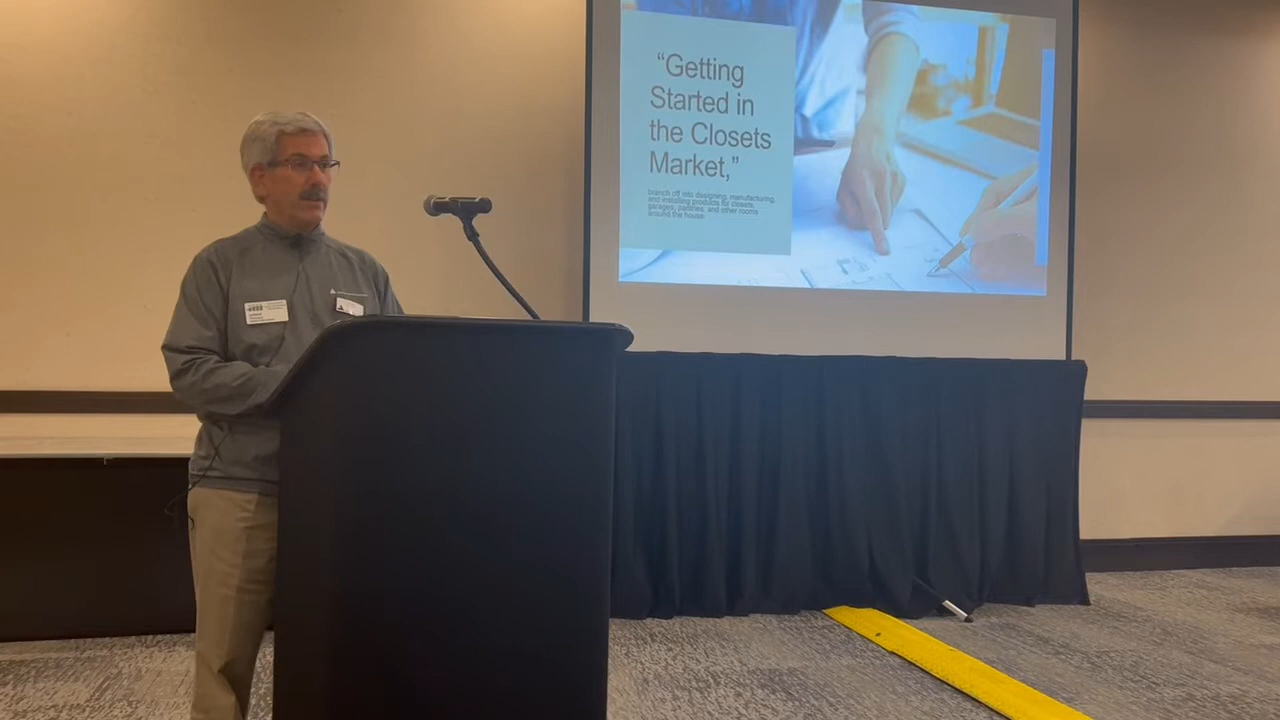 “Getting
Started in
the Closets
Market,”
branch off into designing, manufacturing,
and installing products for closets,
garages, pantries, and other rooms
around the house